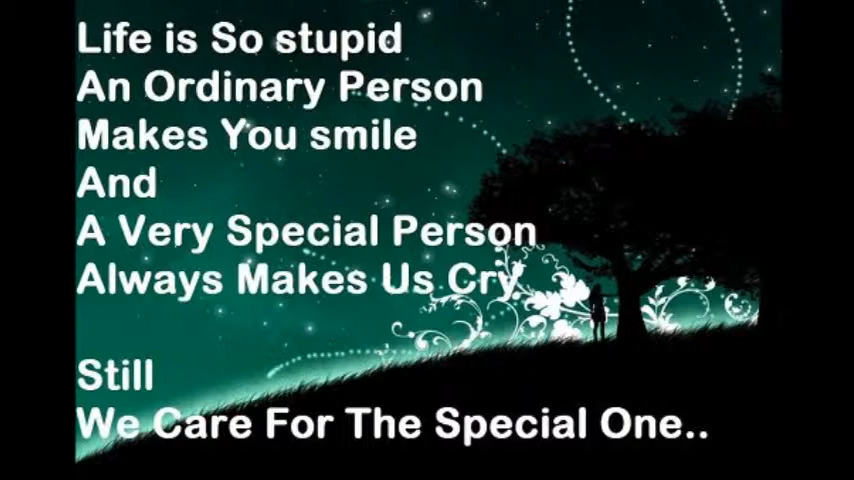 Life is So stupid
An Ordinary Person
Makes You smile
And
A Very Special Person
Always Makes Us Cry
Still
We Care For The Special One..